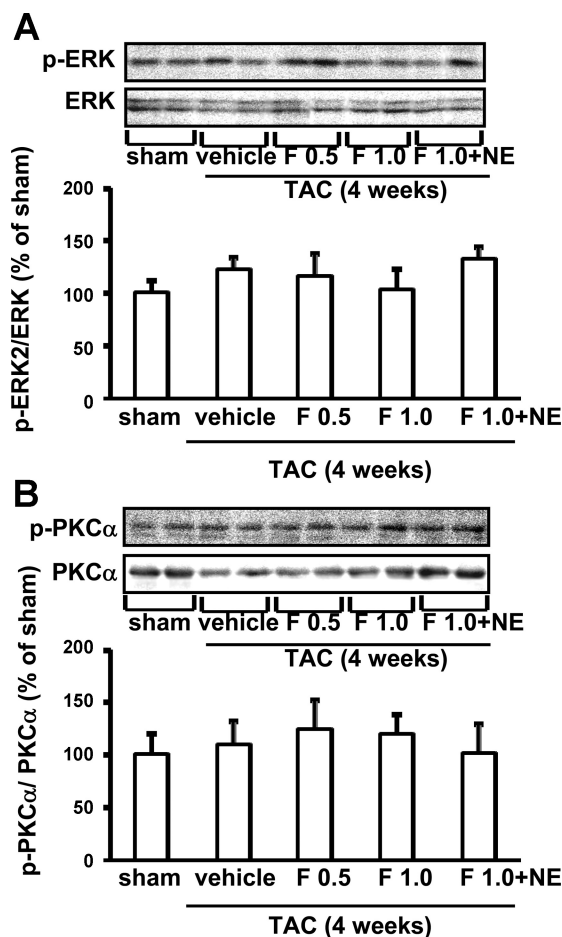 A
p-ERK
ERK
sham vehicle F 0.5 F 1.0 F 1.0+NE
TAC (4 weeks)
p-ERK2/ERK (% of sham)
200
150
100
50
0
sham vehicle F 0.5 F 1.0 F 1.0+NE
TAC (4 weeks)
B
p-PKCα
PKCα
sham vehicle F 0.5 F 1.0 F 1.0+NE
TAC (4 weeks)
p-PKCα/ PKCα (% of sham)
200
150
100
50
0
sham vehicle F 0.5 F 1.0 F 1.0+NE
TAC (4 weeks)